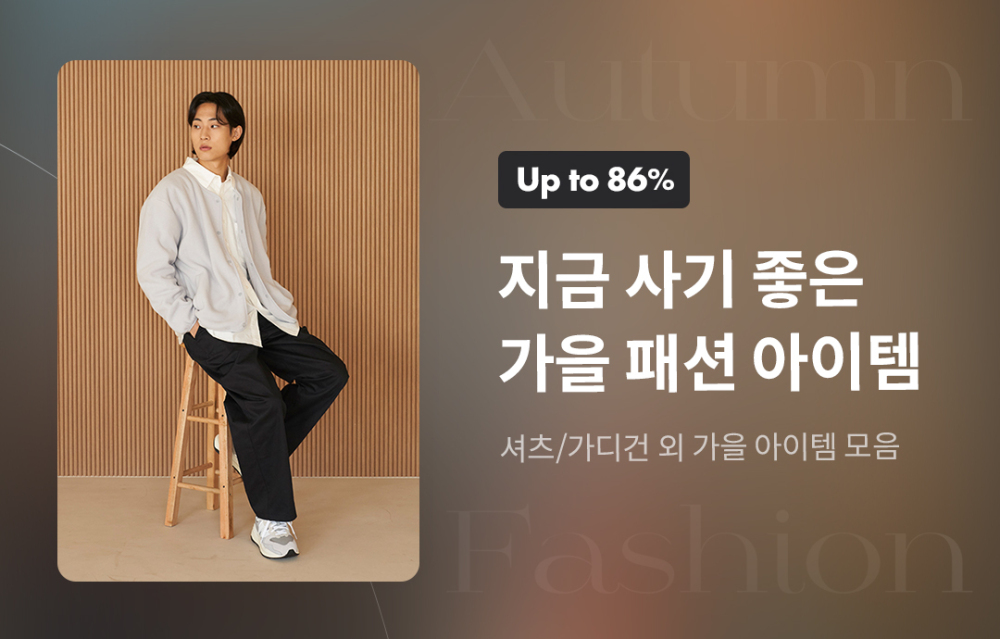 Autumn
Up to 86%
지금 사기 좋은
가을 패션 아이템
셔츠/가디건 외 가을 아이템 모음
Fashion